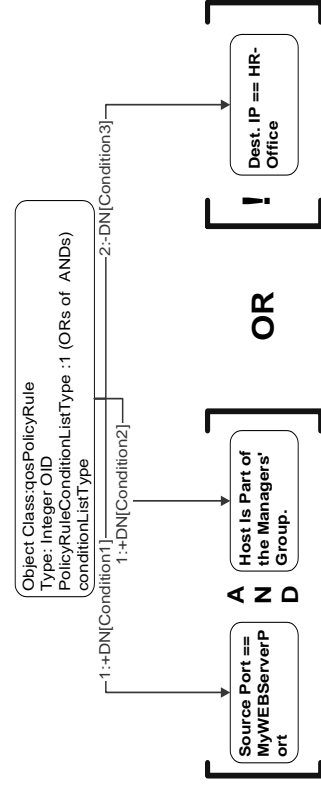 Object Class:qosPolicyRule
Type: Integer OID
PolicyRuleConditionListType :1 (ORs of ANDs)
conditionListType
1:+DN[Condition1]
1:+DN[Condition2]
2:-DN[Condition3]
Source Port ==
MyWEBServerP
ort
A
N
D
Host Is Part of
the Managers'
Group.
OR
!
Dest. IP == HR-
Office